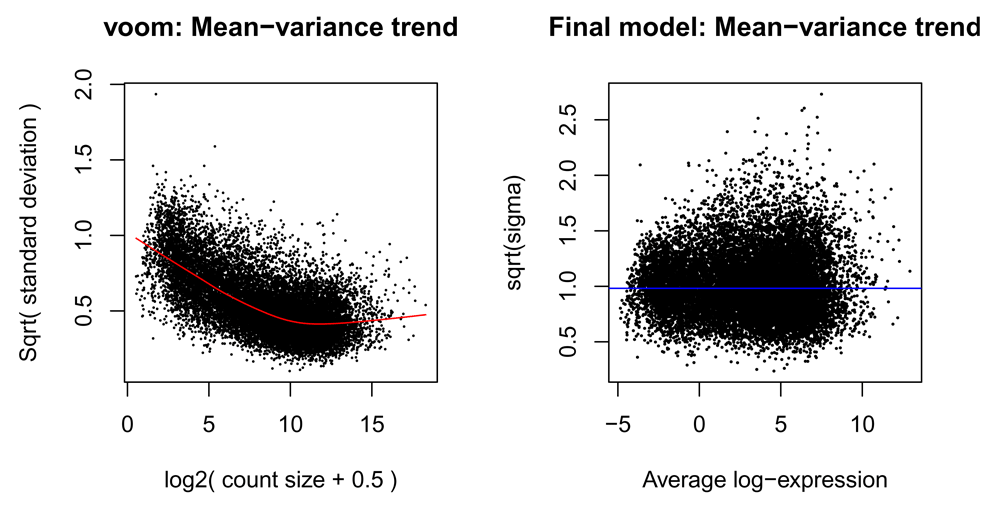 voom: Mean−variance trend
Sqrt( standard deviation )
2.0
1.5
1.0
0.5
0 5 10 15
log2( count size + 0.5 )
Final model: Mean−variance trend
sqrt(sigma)
2.5
2.0
1.5
1.0
0.5
−5 0 5 10
Average log−expression